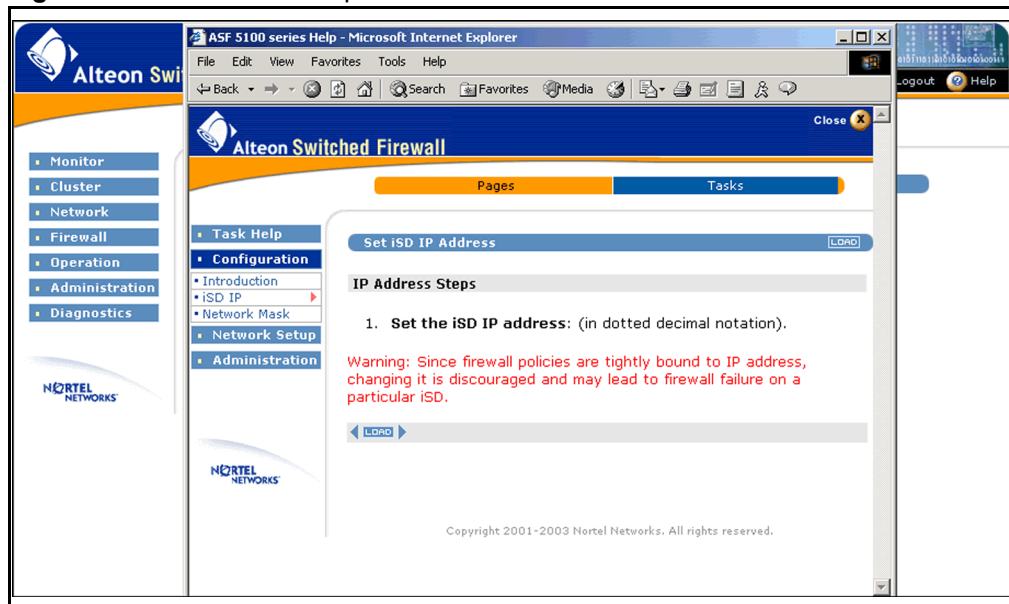 ASF 5100 series Help - Microsoft Internet Explorer
File Edit View Favorites Tools Help
Back Search Favorites Media
Alteon Swi
Logout Help
Close
Alteon Switched Firewall
Pages Tasks
Monitor
Cluster
Network
Firewall
Operation
Administration
Diagnostics
NORTEL
NETWORKS
Task Help
Configuration
Introduction
iSD IP
Network Mask
Network Setup
Administration
NORTEL
NETWORKS
Set iSD IP Address LOAD
IP Address Steps
1. Set the iSD IP address: (in dotted decimal notation).
Warning: Since firewall policies are tightly bound to IP address,
changing it is discouraged and may lead to firewall failure on a
particular iSD.
LOAD
Copyright 2001-2003 Nortel Networks. All rights reserved.